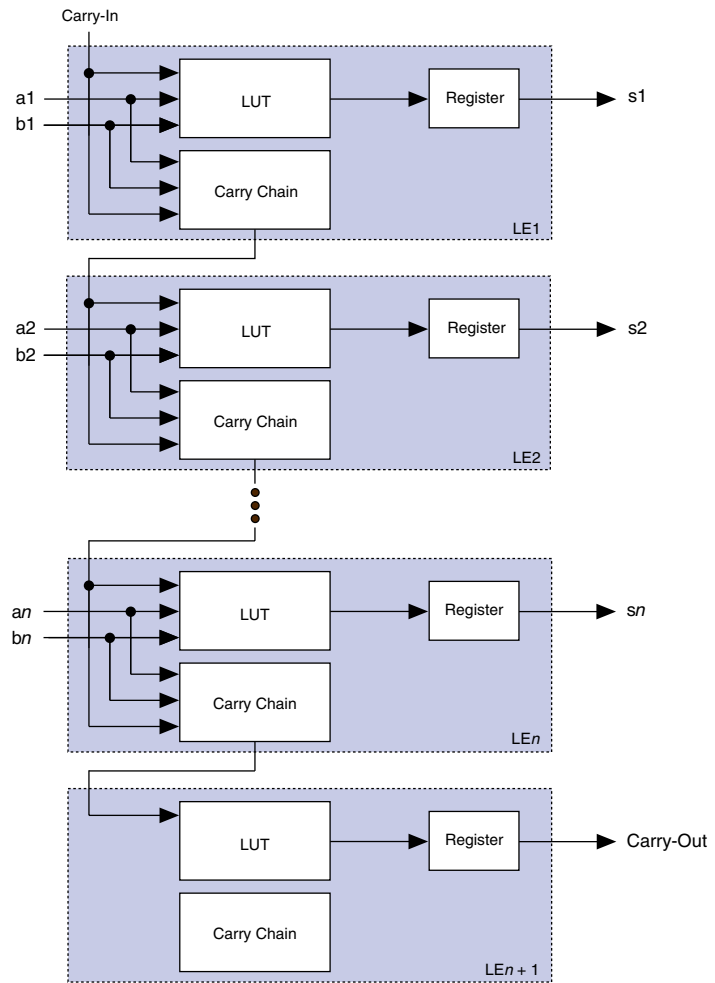 Carry-In
a1
b1
LUT
Register
s1
Carry Chain
LE1
a2
b2
LUT
Register
s2
Carry Chain
LE2
an
bn
LUT
Register
sn
Carry Chain
LEn
LUT
Register
Carry-Out
Carry Chain
LEn + 1